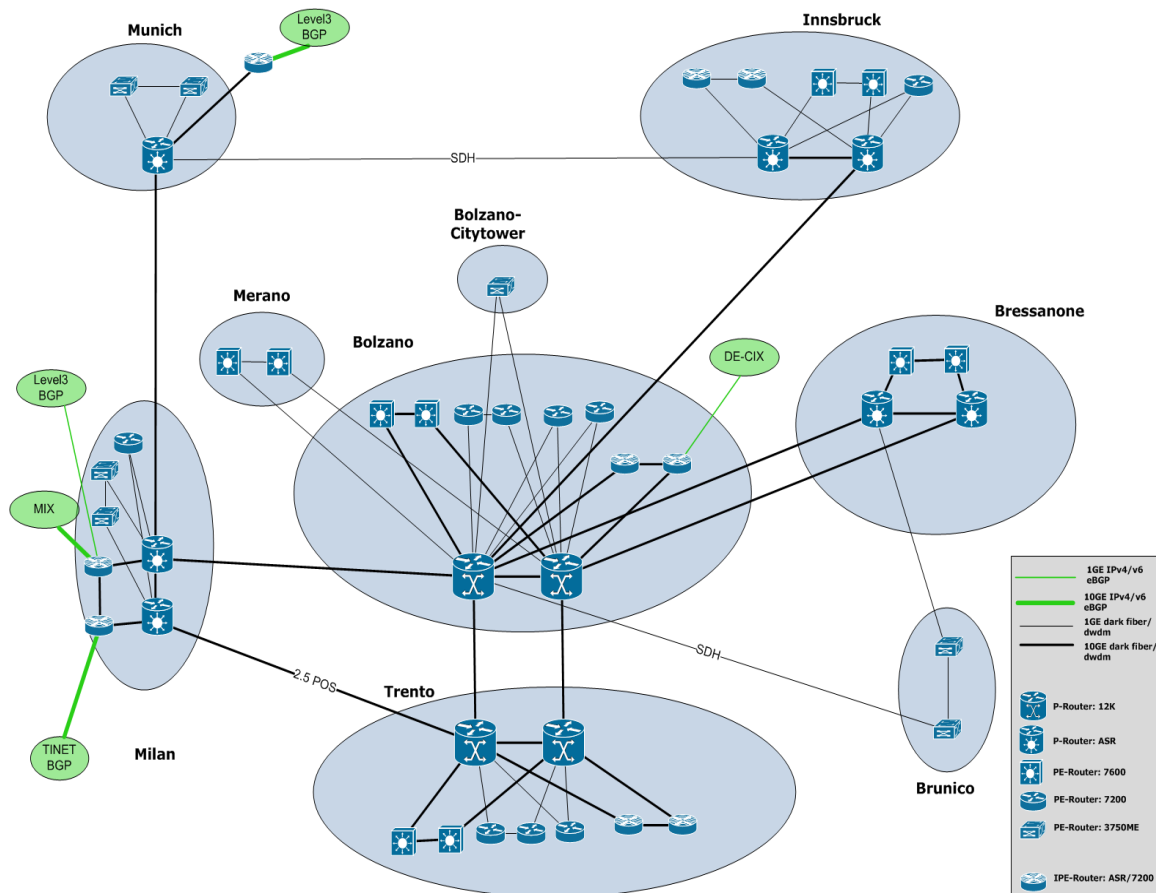 Munich
Level3
BGP
Innsbruck
SDH
Bolzano-
Citytower
Merano
Bolzano
Bressanone
DE-CIX
Level3
BGP
MIX
2.5 POS
SDH
Trento
TINET
BGP
Milan
Brunico
1GE IPv4/v6
eBGP
10GE IPv4/v6
eBGP
1GE dark fiber/
dwdm
10GE dark fiber/
dwdm
P-Router: 12K
P-Router: ASR
PE-Router: 7600
PE-Router: 7200
PE-Router: 3750ME
IPE-Router: ASR/7200